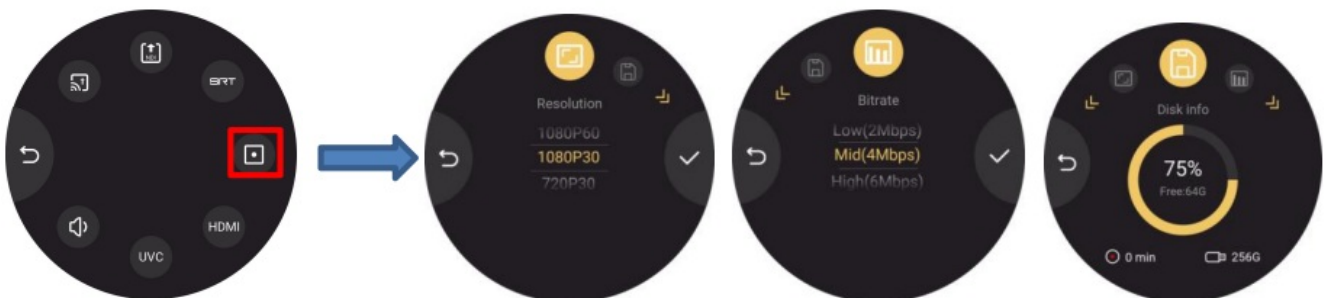 NDI
SRT
HDMI
UVC
Resolution
1080P60
1080P30
720P30
Bitrate
Low(2Mbps)
Mid(4Mbps)
High(6Mbps)
Disk info
75%
Free:64G
0 min
256G